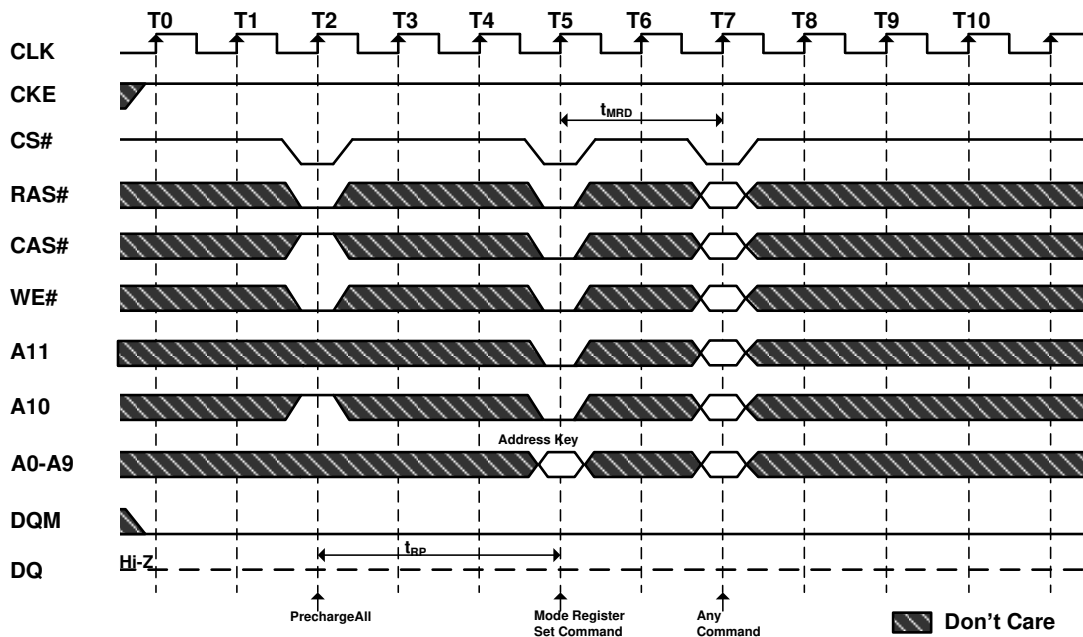 T0 T1 T2 T3 T4 T5 T6 T7 T8 T9 T10
CLK
CKE
tMRD
CS#
RAS#
CAS#
WE#
A11
A10
Address Key
A0-A9
DQM
tRP
Hi-Z
DQ
PrechargeAll
Mode Register
Set Command
Any
Command
Don't Care